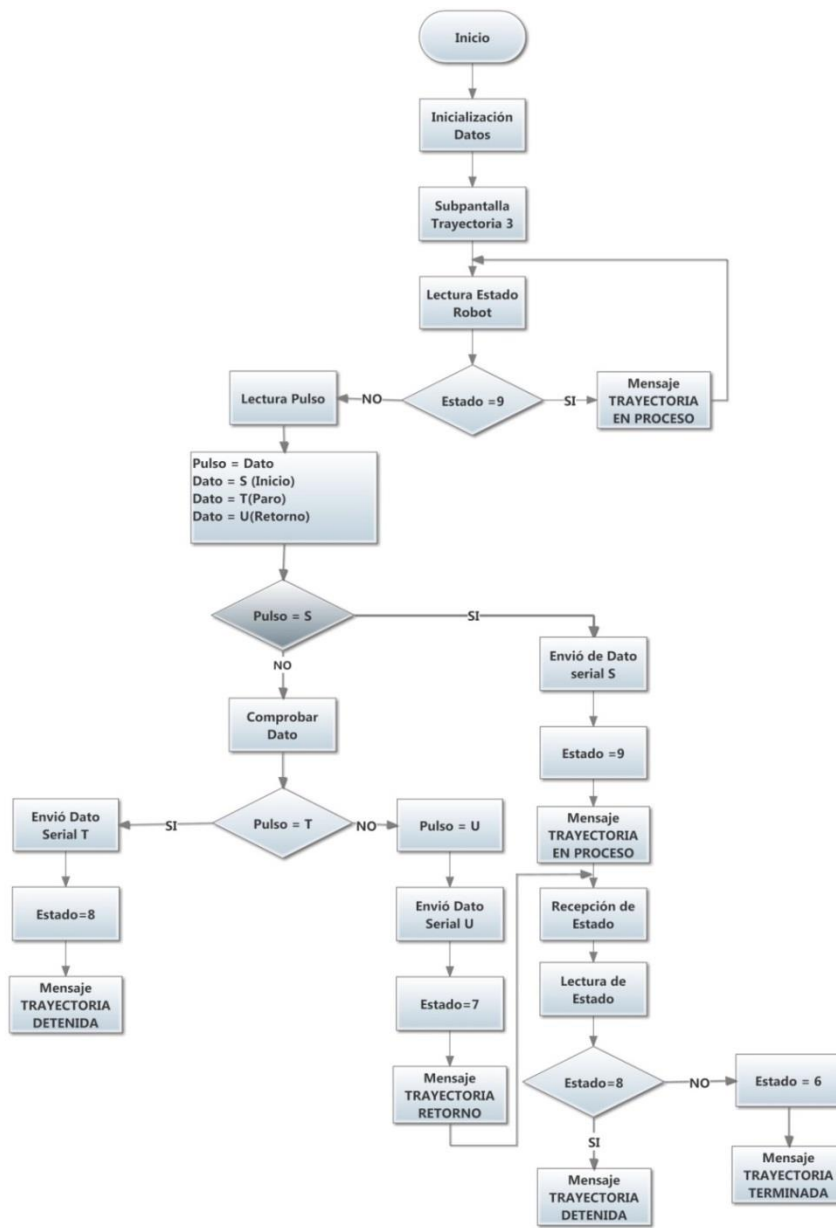 Inicio
Inicialización
Datos
Subpantalla
Trayectoria 3
Lectura Estado
Robot
Estado =9
SI
Mensaje
TRAYECTORIA
EN PROCESO
NO
Lectura Pulso
Pulso = Dato
Dato = S (Inicio)
Dato = T(Paro)
Dato = U(Retorno)
Pulso = S
SI
NO
Envió de Dato
serial S
Comprobar
Dato
Estado =9
Pulso = T
SI
NO
Envió Dato
Serial T
Pulso = U
Mensaje
TRAYECTORIA
EN PROCESO
Estado=8
Envió Dato
Serial U
Recepción de
Estado
Mensaje
TRAYECTORIA
DETENIDA
Estado=7
Lectura de
Estado
Mensaje
TRAYECTORIA
RETORNO
Estado=8
NO
Estado = 6
SI
Mensaje
TRAYECTORIA
DETENIDA
Mensaje
TRAYECTORIA
TERMINADA